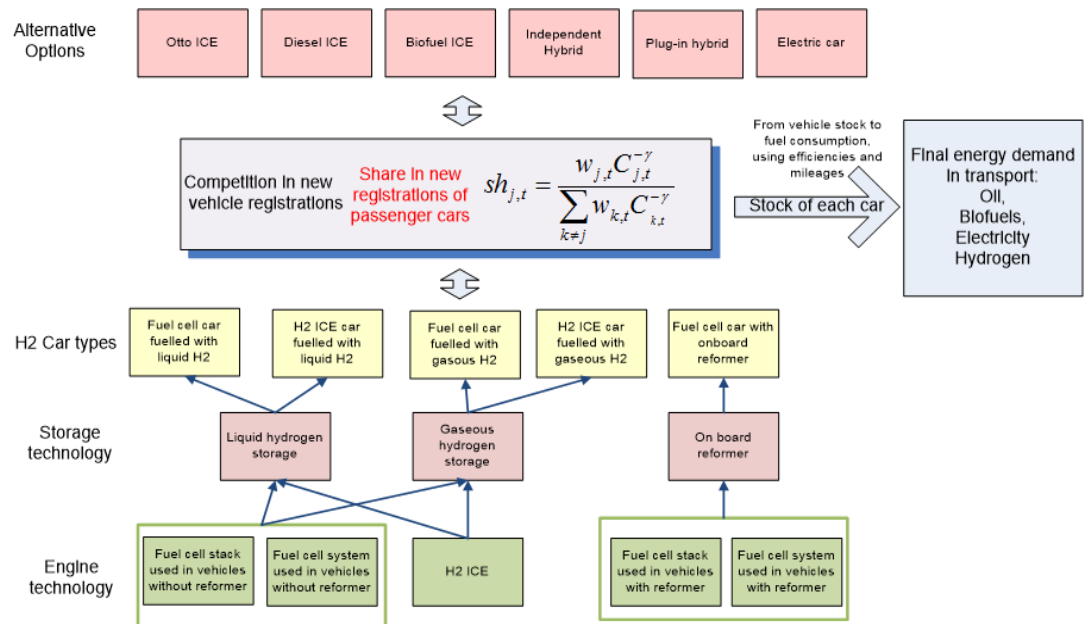 Alternative
Options
Otto ICE
Diesel ICE
Biofuel ICE
Independent
Hybrid
Plug-in hybrid
Electric car
Competition in new
vehicle registrations
Share in new
registrations of
passenger cars
sh_{j,t} = \frac{w_{j,t} C_{j,t}^{-\gamma}}{\sum_{k \neq j} w_{k,t} C_{k,t}^{-\gamma}}
From vehicle stock to
fuel consumption,
using efficiencies and
mileages
Stock of each car
Final energy demand
in transport:
Oil,
Biofuels,
Electricity
Hydrogen
H2 Car types
Fuel cell car
fuelled with
liquid H2
H2 ICE car
fuelled with
liquid H2
Fuel cell car
fuelled with
gasous H2
H2 ICE car
fuelled with
gaseous H2
Fuel cell car with
onboard
reformer
Storage
technology
Liquid hydrogen
storage
Gaseous
hydrogen
storage
On board
reformer
Engine
technology
Fuel cell stack
used in vehicles
without reformer
Fuel cell system
used in vehicles
without reformer
H2 ICE
Fuel cell stack
used in vehicles
with reformer
Fuel cell system
used in vehicles
with reformer